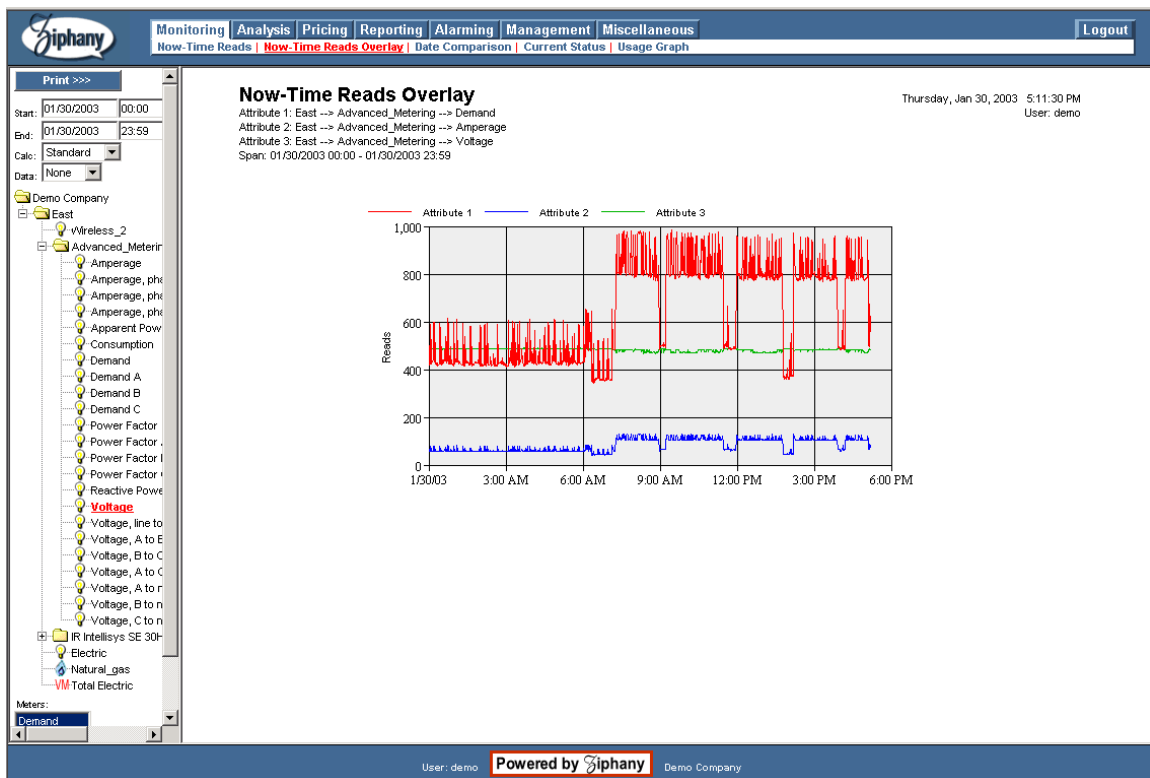 Ziphany
Monitoring Analysis Pricing Reporting Alarming Management Miscellaneous
Logout
Now-Time Reads | Now-Time Reads Overlay | Date Comparison | Current Status | Usage Graph
Print >>>
Start: 01/30/2003 00:00
End: 01/30/2003 23:59
Calc: Standard
Data: None
Demo Company
East
Wireless_2
Advanced_Meterin
Amperage
Amperage, pha
Amperage, pha
Amperage, pha
Apparent Pow
Consumption
Demand
Demand A
Demand B
Demand C
Power Factor
Power Factor
Power Factor
Power Factor
Reactive Powe
Voltage
Voltage, line to
Voltage, A to B
Voltage, B to C
Voltage, A to C
Voltage, A to n
Voltage, B to n
Voltage, C to n
IR Intellisys SE 30H
Electric
Natural_gas
VM Total Electric
Meters:
Demand
Now-Time Reads Overlay
Attribute 1: East --> Advanced_Metering --> Demand
Attribute 2: East --> Advanced_Metering --> Amperage
Attribute 3: East --> Advanced_Metering --> Voltage
Span: 01/30/2003 00:00 - 01/30/2003 23:59
Thursday, Jan 30, 2003 5:11:30 PM
User: demo
Attribute 1 Attribute 2 Attribute 3
1,000
800
600
400
200
0
Reads
1/30/03 3:00 AM 6:00 AM 9:00 AM 12:00 PM 3:00 PM 6:00 PM
User: demo Powered by Ziphany Demo Company